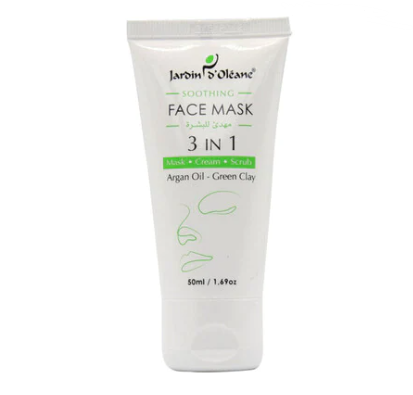 Jardin d'Oléane®
SOOTHING
FACE MASK
مهدئ للبشرة
3 IN 1
Mask • Cream • Scrub
Argan Oil - Green Clay
50ml / 1.69oz